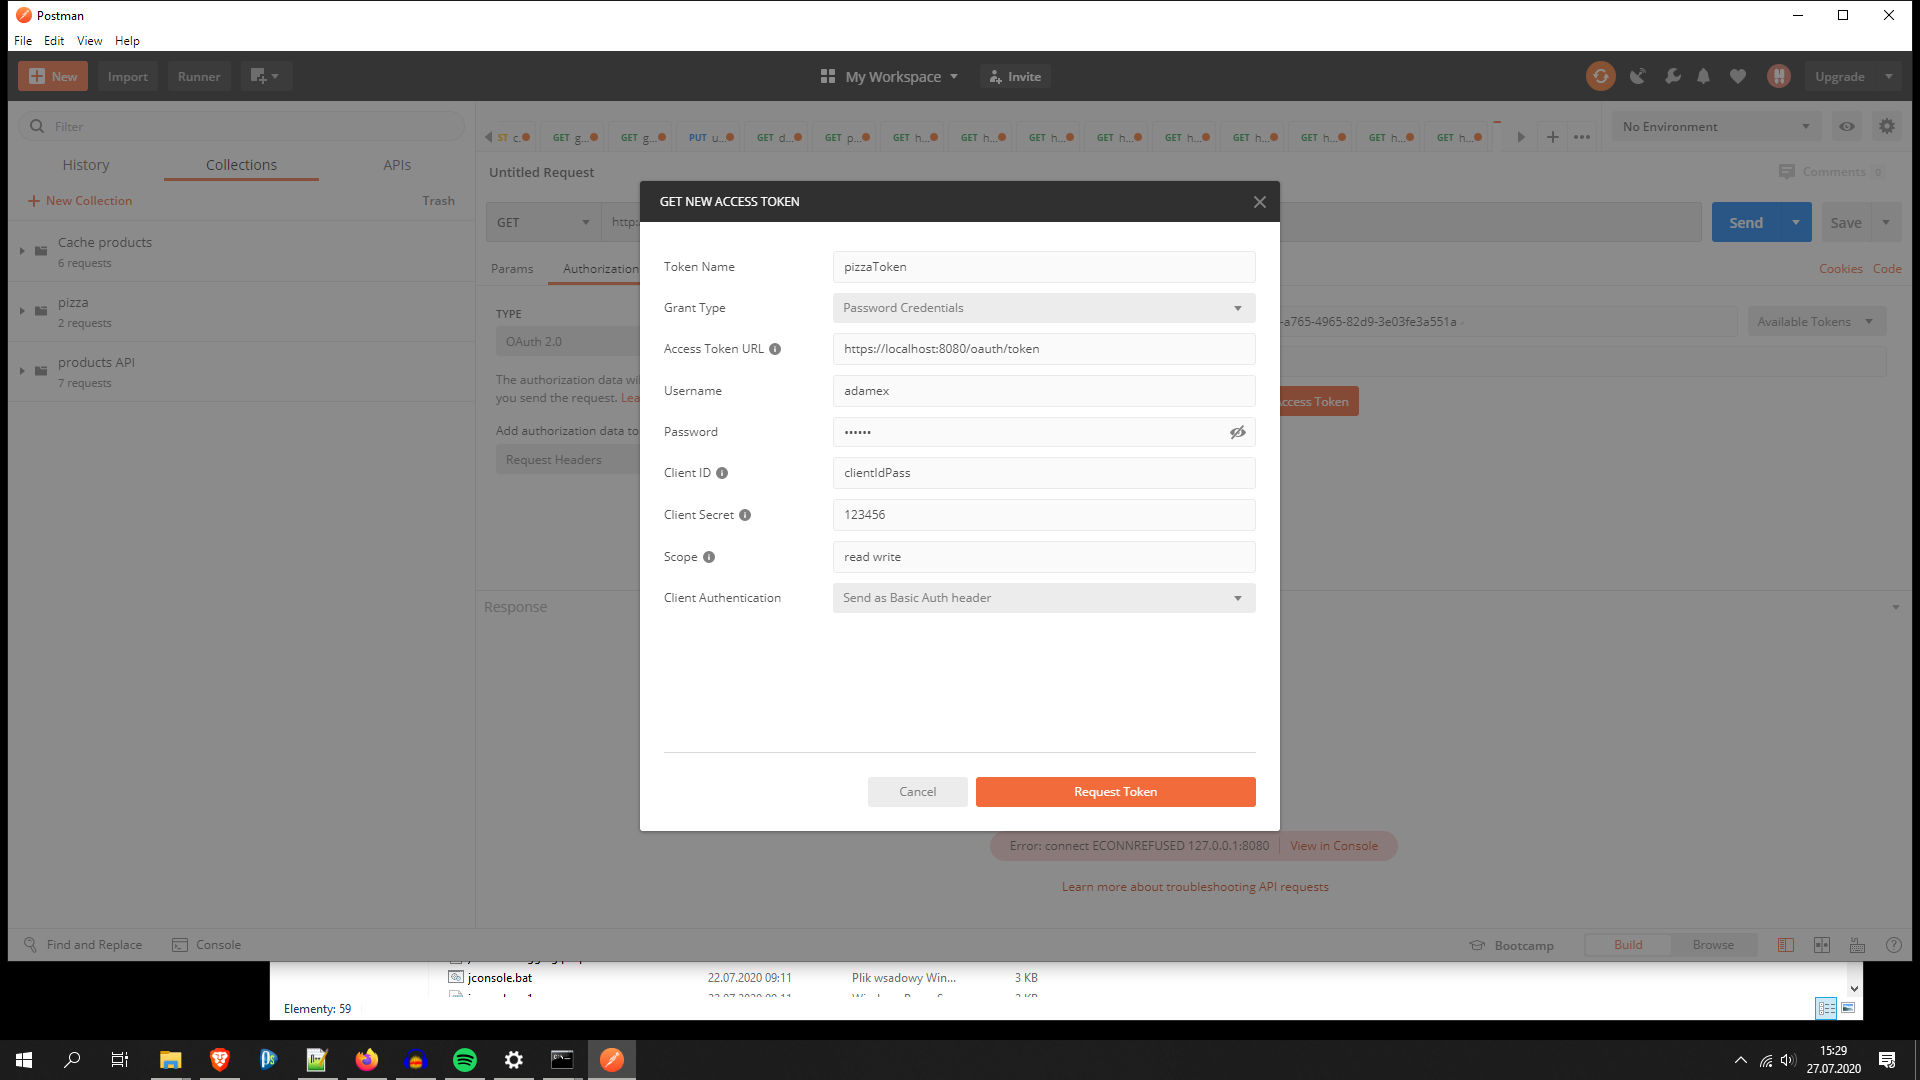 Postman
File Edit View Help
New Import Runner My Workspace Invite Upgrade
Filter
History Collections APIs
New Collection Trash
Cache products
6 requests
pizza
2 requests
products API
7 requests
ST c... GET g... GET g... PUT u... GET d... GET p... GET h... GET h... GET h... GET h... GET h... GET h... GET h... GET h... GET h...
No Environment
Untitled Request Comments 0
GET http: Send Save
Params Authorization Cookies Code
TYPE
OAuth 2.0
-a765-4965-82d9-3e03fe3a551a Available Tokens
The authorization data wi
you send the request. Lea
Access Token
Add authorization data to
Request Headers
Response
GET NEW ACCESS TOKEN
Token Name pizzaToken
Grant Type Password Credentials
Access Token URL https://localhost:8080/oauth/token
Username adamex
Password ••••••
Client ID clientIdPass
Client Secret 123456
Scope read write
Client Authentication Send as Basic Auth header
Cancel Request Token
Error: connect ECONNREFUSED 127.0.0.1:8080 View in Console
Learn more about troubleshooting API requests
Find and Replace Console Bootcamp Build Browse
jconsole.bat 22.07.2020 09:11 Plik wsadowy Win... 3 KB
Elementy: 59
15:29
27.07.2020